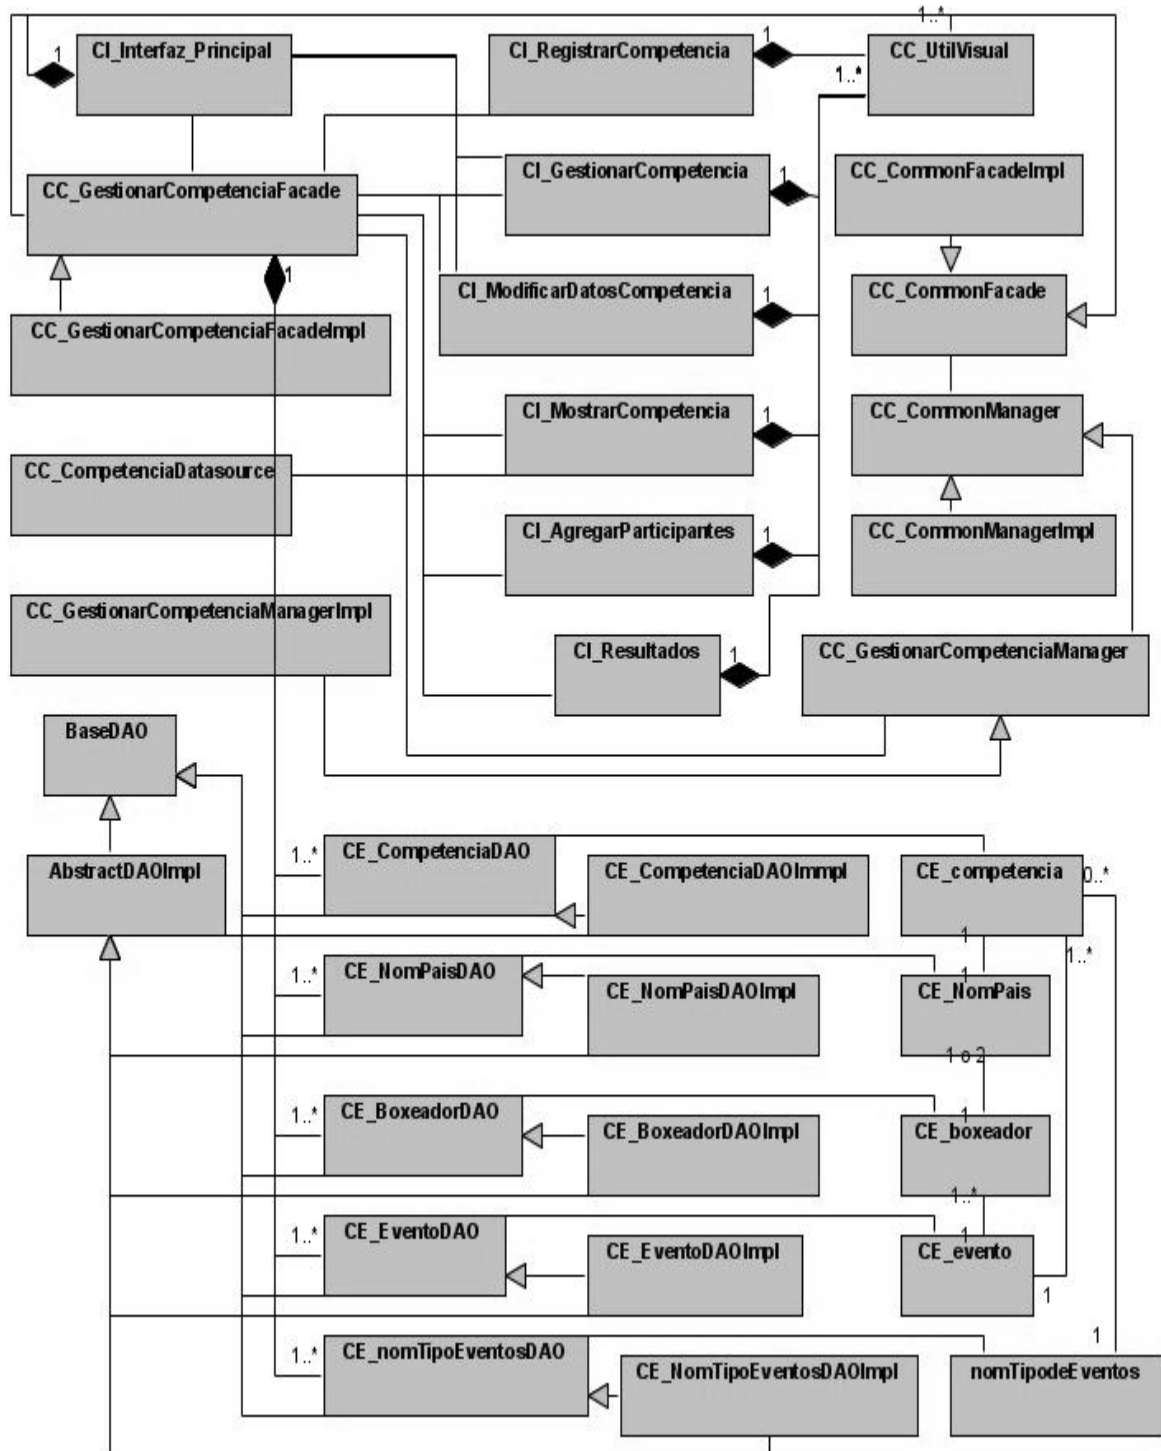 1..*
CI_Interfaz_Principal
1
CI_RegistrarCompetencia
1
CC_UtilVisual
1..*
CC_GestionarCompetenciaFacade
1
CI_GestionarCompetencia
1
CC_CommonFacadeImpl
CI_ModificarDatosCompetencia
1
CC_CommonFacade
CC_GestionarCompetenciaFacadeImpl
CI_MostrarCompetencia
1
CC_CommonManager
CC_CompetenciaDatasource
CI_AgregarParticipantes
1
CC_CommonManagerImpl
CC_GestionarCompetenciaManagerImpl
CI_Resultados
1
CC_GestionarCompetenciaManager
BaseDAO
AbstractDAOImpl
1..*
CE_CompetenciaDAO
CE_CompetenciaDAOImmpl
CE_competencia
0..*
1
1..*
1..*
CE_NomPaisDAO
CE_NomPaisDAOImpl
1
CE_NomPais
1 o 2
1..*
CE_BoxeadorDAO
CE_BoxeadorDAOImpl
1
CE_boxeador
1..*
1..*
CE_EventoDAO
CE_EventoDAOImpl
1
CE_evento
1
1
1..*
CE_nomTipoEventosDAO
CE_NomTipoEventosDAOImpl
nomTipodeEventos